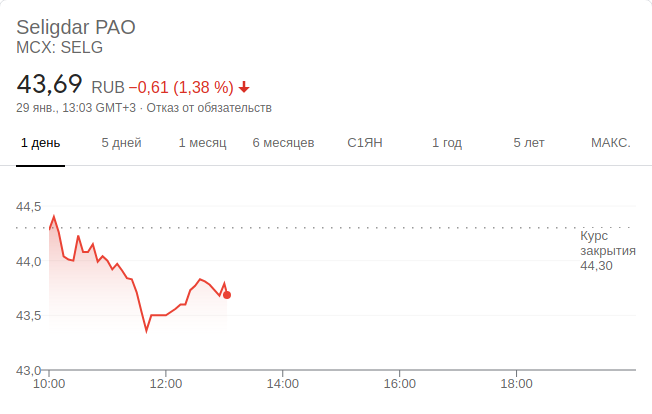 Seligdar PAO
MCX: SELG
43,69 RUB −0,61 (1,38 %)
29 янв., 13:03 GMT+3 · Отказ от обязательств
1 день 5 дней 1 месяц 6 месяцев С1ЯН 1 год 5 лет МАКС.
44,5
Курс
закрытия
44,30
44,0
43,5
43,0
10:00 12:00 14:00 16:00 18:00